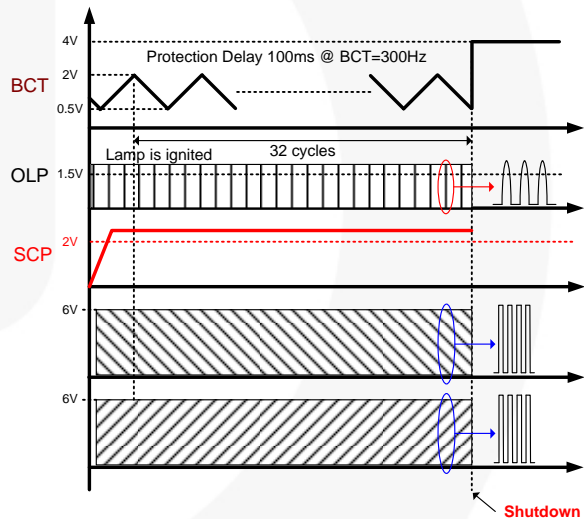 4V
Protection Delay 100ms @ BCT=300Hz
2V
BCT
0.5V
32 cycles
Lamp is ignited
OLP
1.5V
2V
SCP
6V
6V
Shutdown